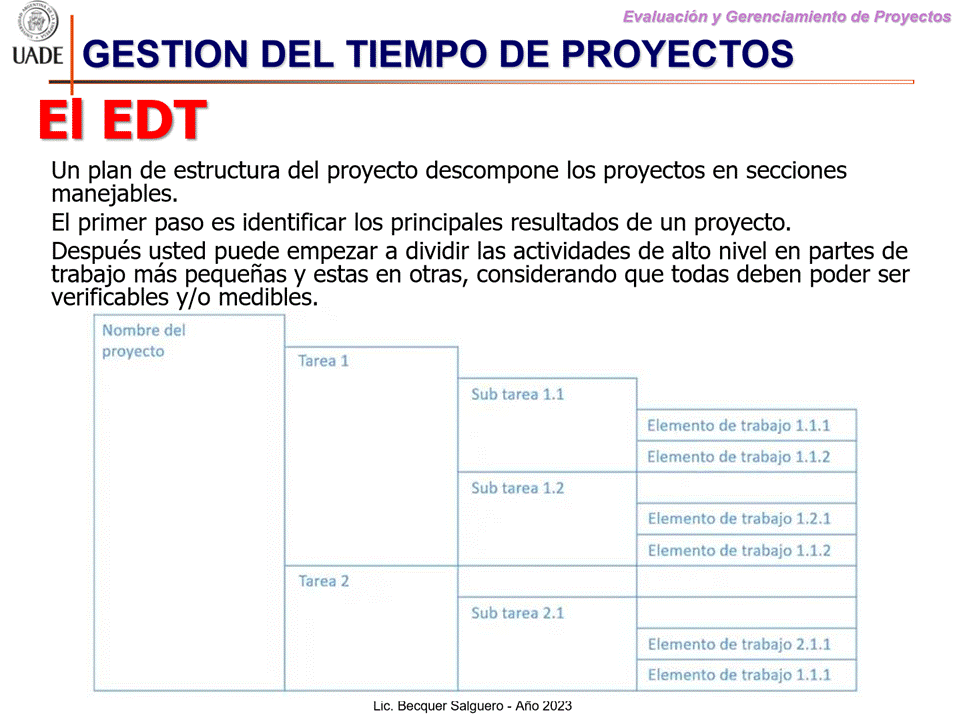 Evaluación y Gerenciamiento de Proyectos
UADE
GESTION DEL TIEMPO DE PROYECTOS
El EDT
Un plan de estructura del proyecto descompone los proyectos en secciones
manejables.
El primer paso es identificar los principales resultados de un proyecto.
Después usted puede empezar a dividir las actividades de alto nivel en partes de
trabajo más pequeñas y estas en otras, considerando que todas deben poder ser
verificables y/o medibles.
Nombre del
proyecto
Tarea 1
Sub tarea 1.1
Elemento de trabajo 1.1.1
Elemento de trabajo 1.1.2
Sub tarea 1.2
Elemento de trabajo 1.2.1
Elemento de trabajo 1.1.2
Tarea 2
Sub tarea 2.1
Elemento de trabajo 2.1.1
Elemento de trabajo 1.1.1
Lic. Becquer Salguero - Año 2023